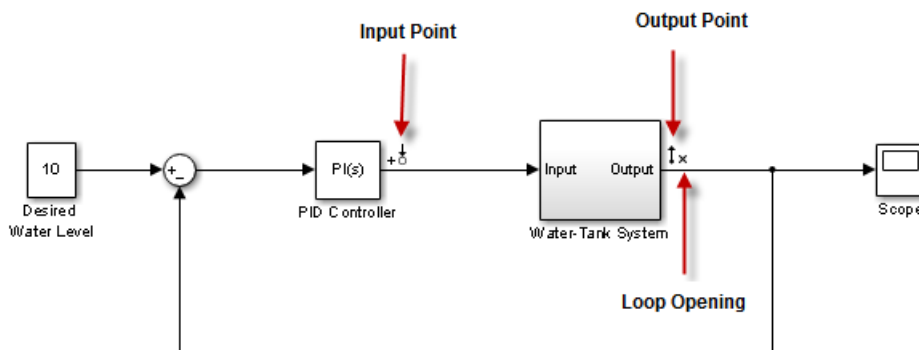 Output Point
Input Point
10
+
−
PI(s)
+
Input
Output
x
Desired
Water Level
PID Controller
Water-Tank System
Scope
Loop Opening